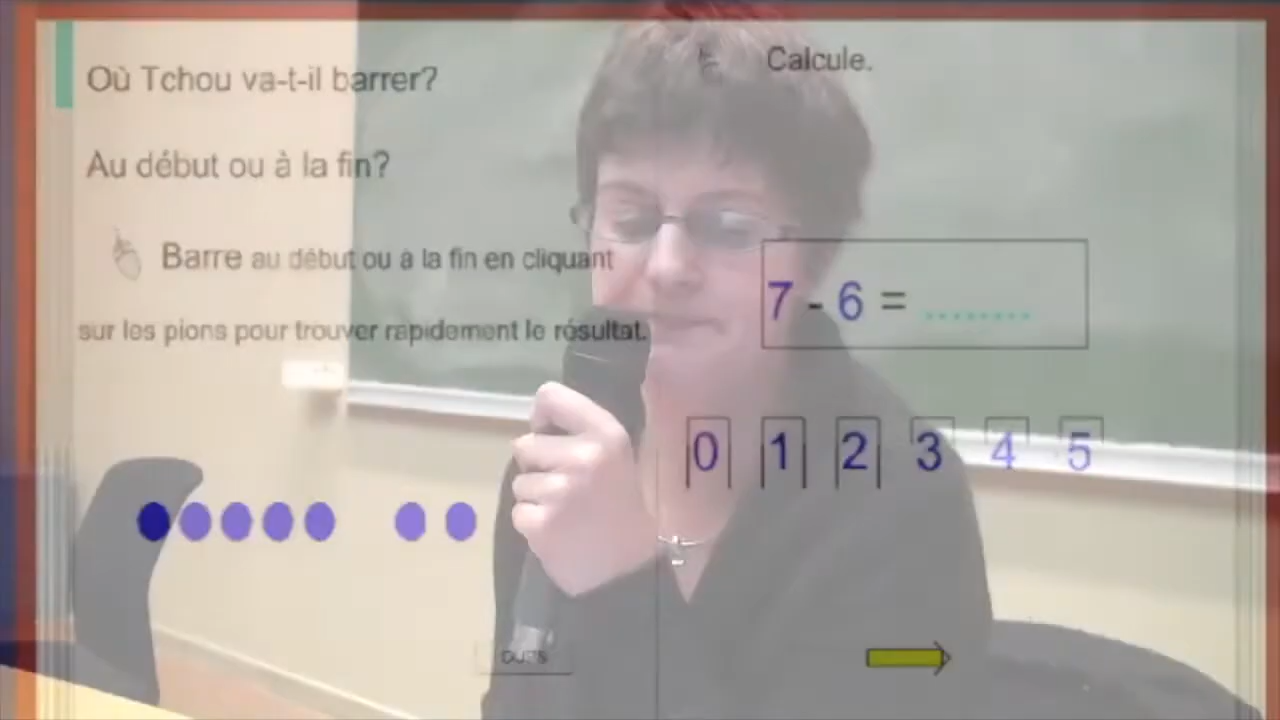 Où Tchou va-t-il barrer?
Au début ou à la fin?
Barre au début ou à la fin en cliquant
sur les pions pour trouver rapidement le résultat.
Calcule.
7 - 6 = ........
0 1 2 3 4 5